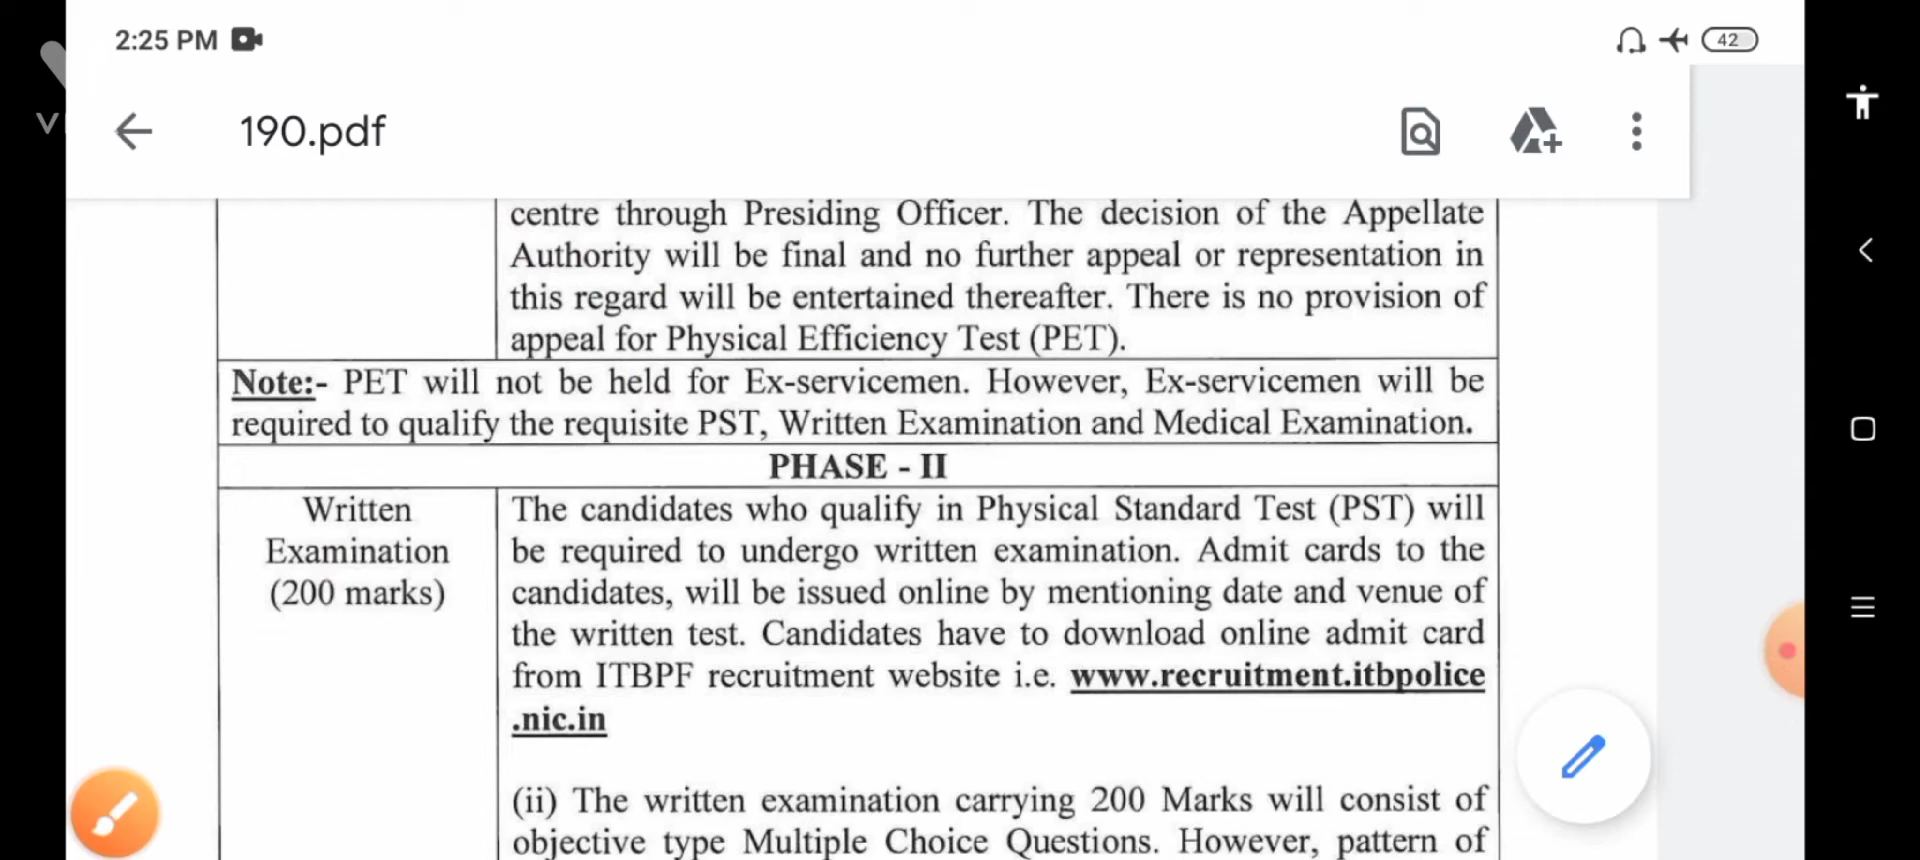 2:25 PM
42
V
190.pdf
centre through Presiding Officer. The decision of the Appellate
Authority will be final and no further appeal or representation in
this regard will be entertained thereafter. There is no provision of
appeal for Physical Efficiency Test (PET).
Note:- PET will not be held for Ex-servicemen. However, Ex-servicemen will be
required to qualify the requisite PST, Written Examination and Medical Examination.
PHASE - II
Written
Examination
(200 marks)
The candidates who qualify in Physical Standard Test (PST) will
be required to undergo written examination. Admit cards to the
candidates, will be issued online by mentioning date and venue of
the written test. Candidates have to download online admit card
from ITBPF recruitment website i.e. www.recruitment.itbpolice
.nic.in
(ii) The written examination carrying 200 Marks will consist of
objective type Multiple Choice Questions. However, pattern of